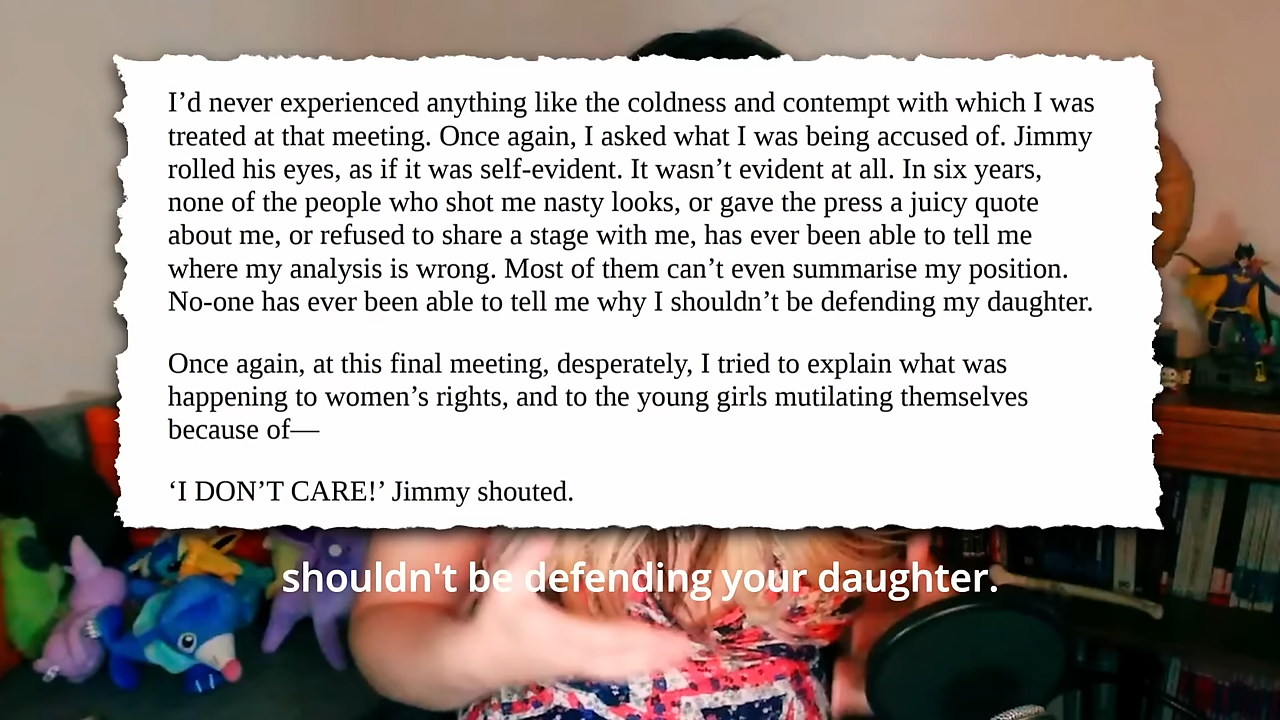 I’d never experienced anything like the coldness and contempt with which I was
treated at that meeting. Once again, I asked what I was being accused of. Jimmy
rolled his eyes, as if it was self-evident. It wasn’t evident at all. In six years,
none of the people who shot me nasty looks, or gave the press a juicy quote
about me, or refused to share a stage with me, has ever been able to tell me
where my analysis is wrong. Most of them can’t even summarise my position.
No-one has ever been able to tell me why I shouldn’t be defending my daughter.
Once again, at this final meeting, desperately, I tried to explain what was
happening to women’s rights, and to the young girls mutilating themselves
because of—
‘I DON’T CARE!’ Jimmy shouted.
shouldn't be defending your daughter.